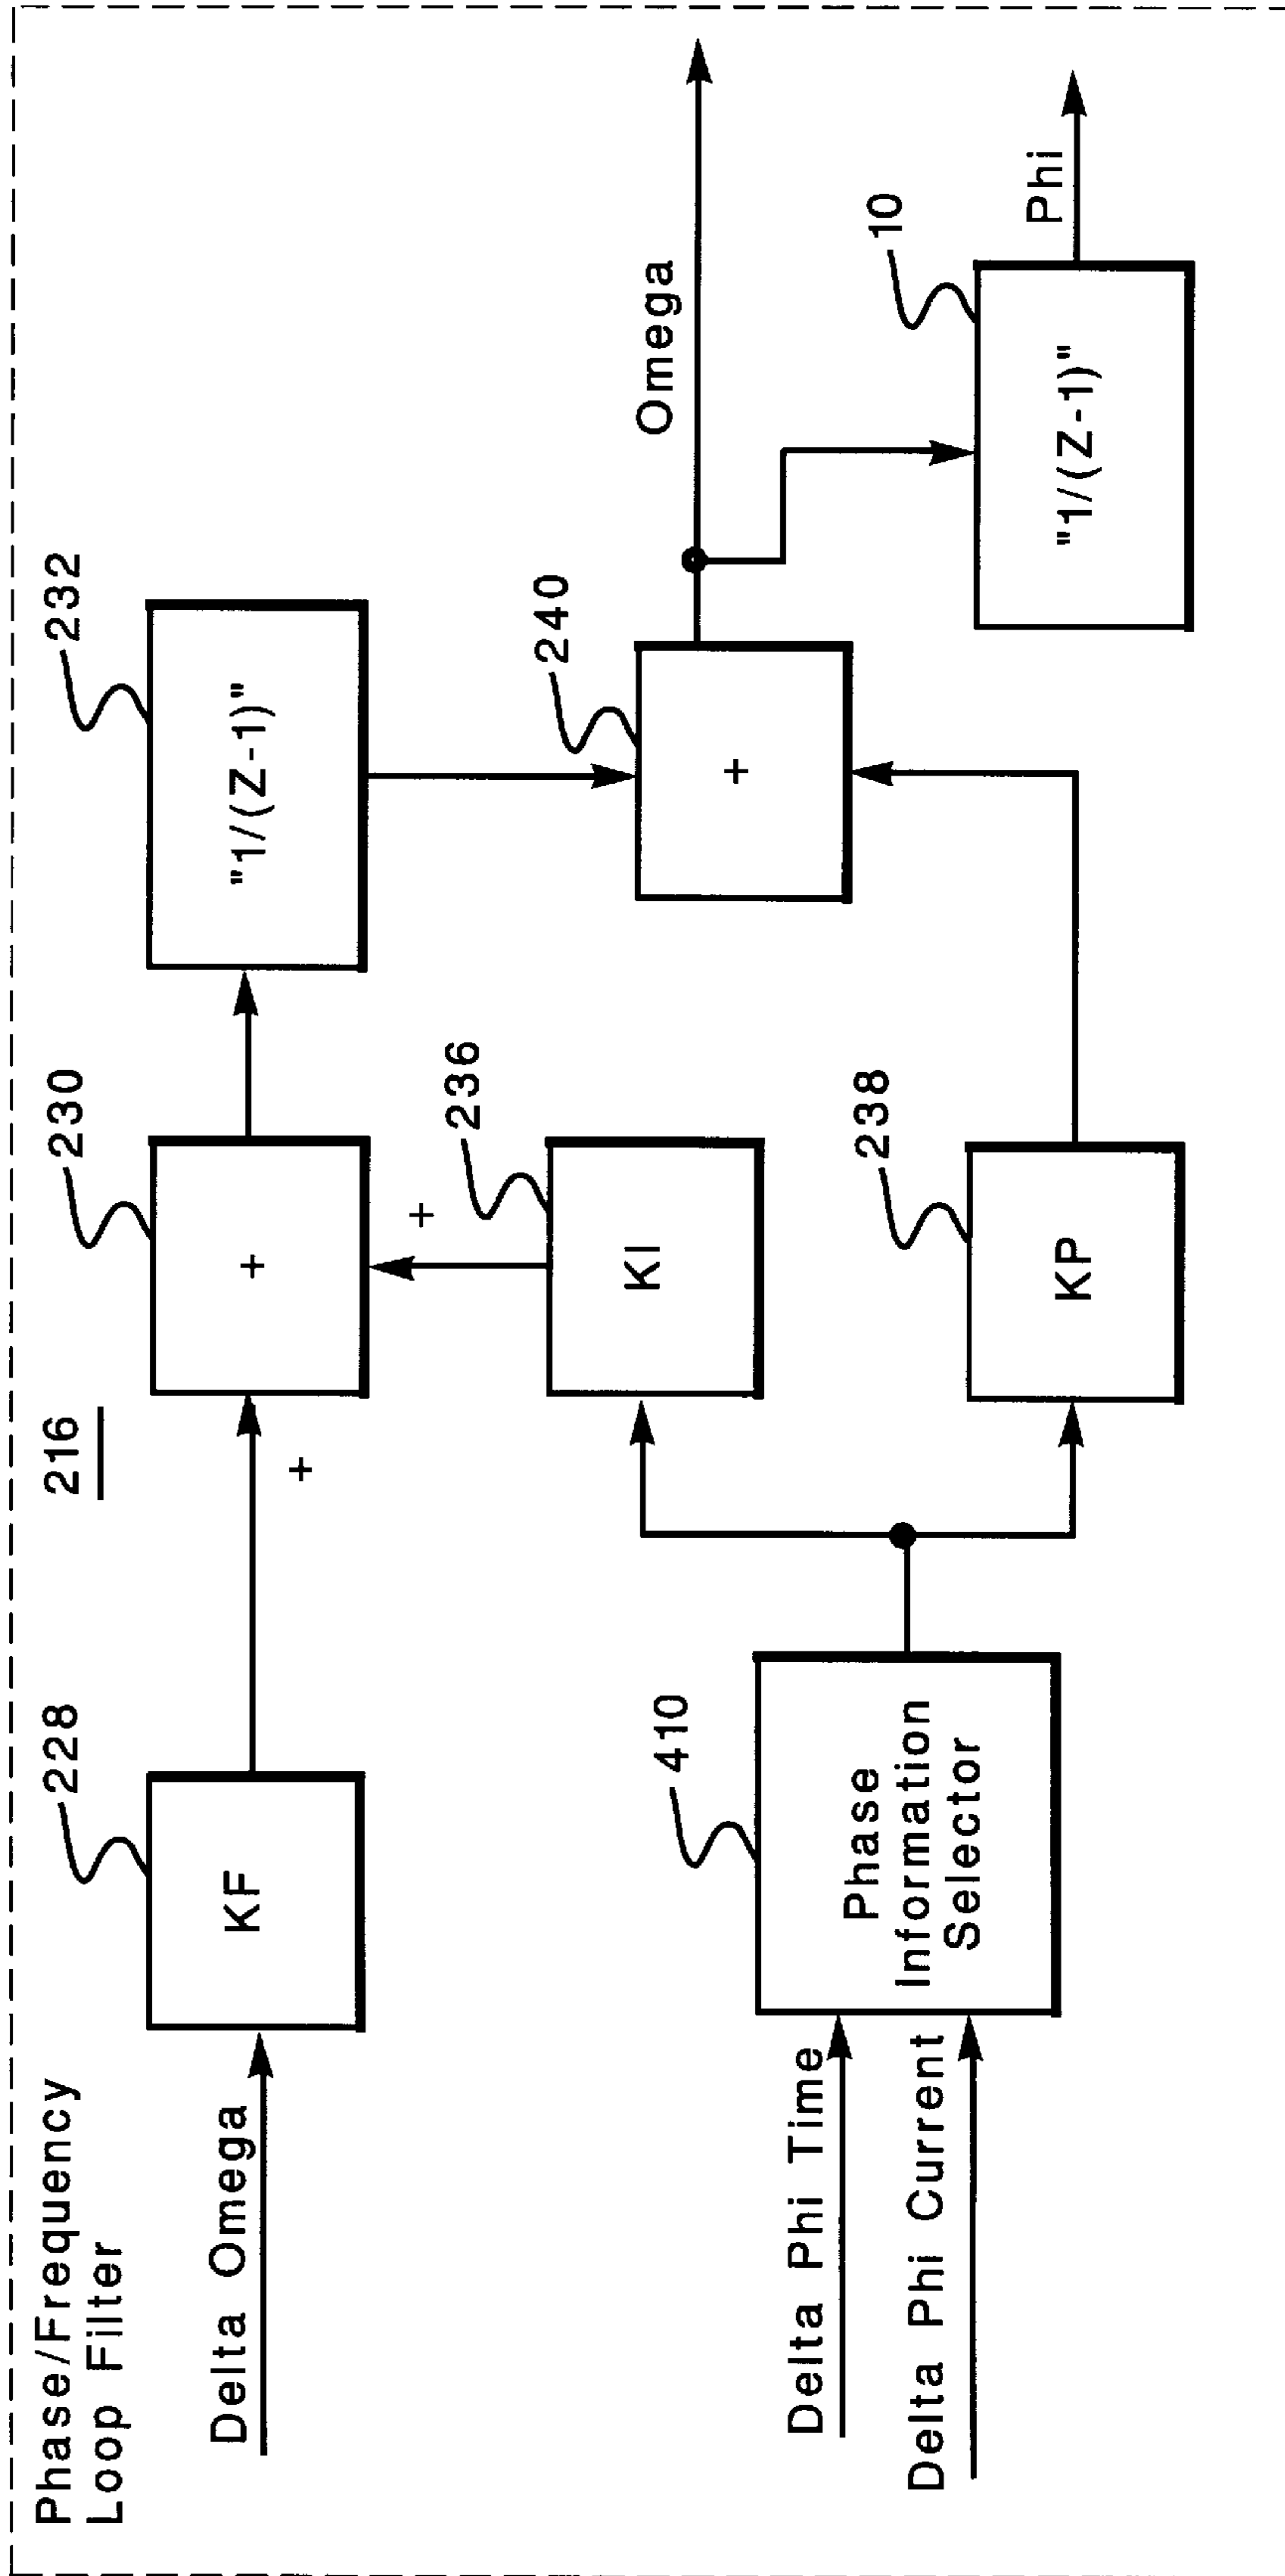 Phase/Frequency
Loop Filter
216
Delta Omega
KF
228
+
+
230
"1/(Z-1)"
232
+
KI
236
Delta Phi Time
Delta Phi Current
Phase
Information
Selector
410
KP
238
+
240
Omega
"1/(Z-1)"
10
Phi